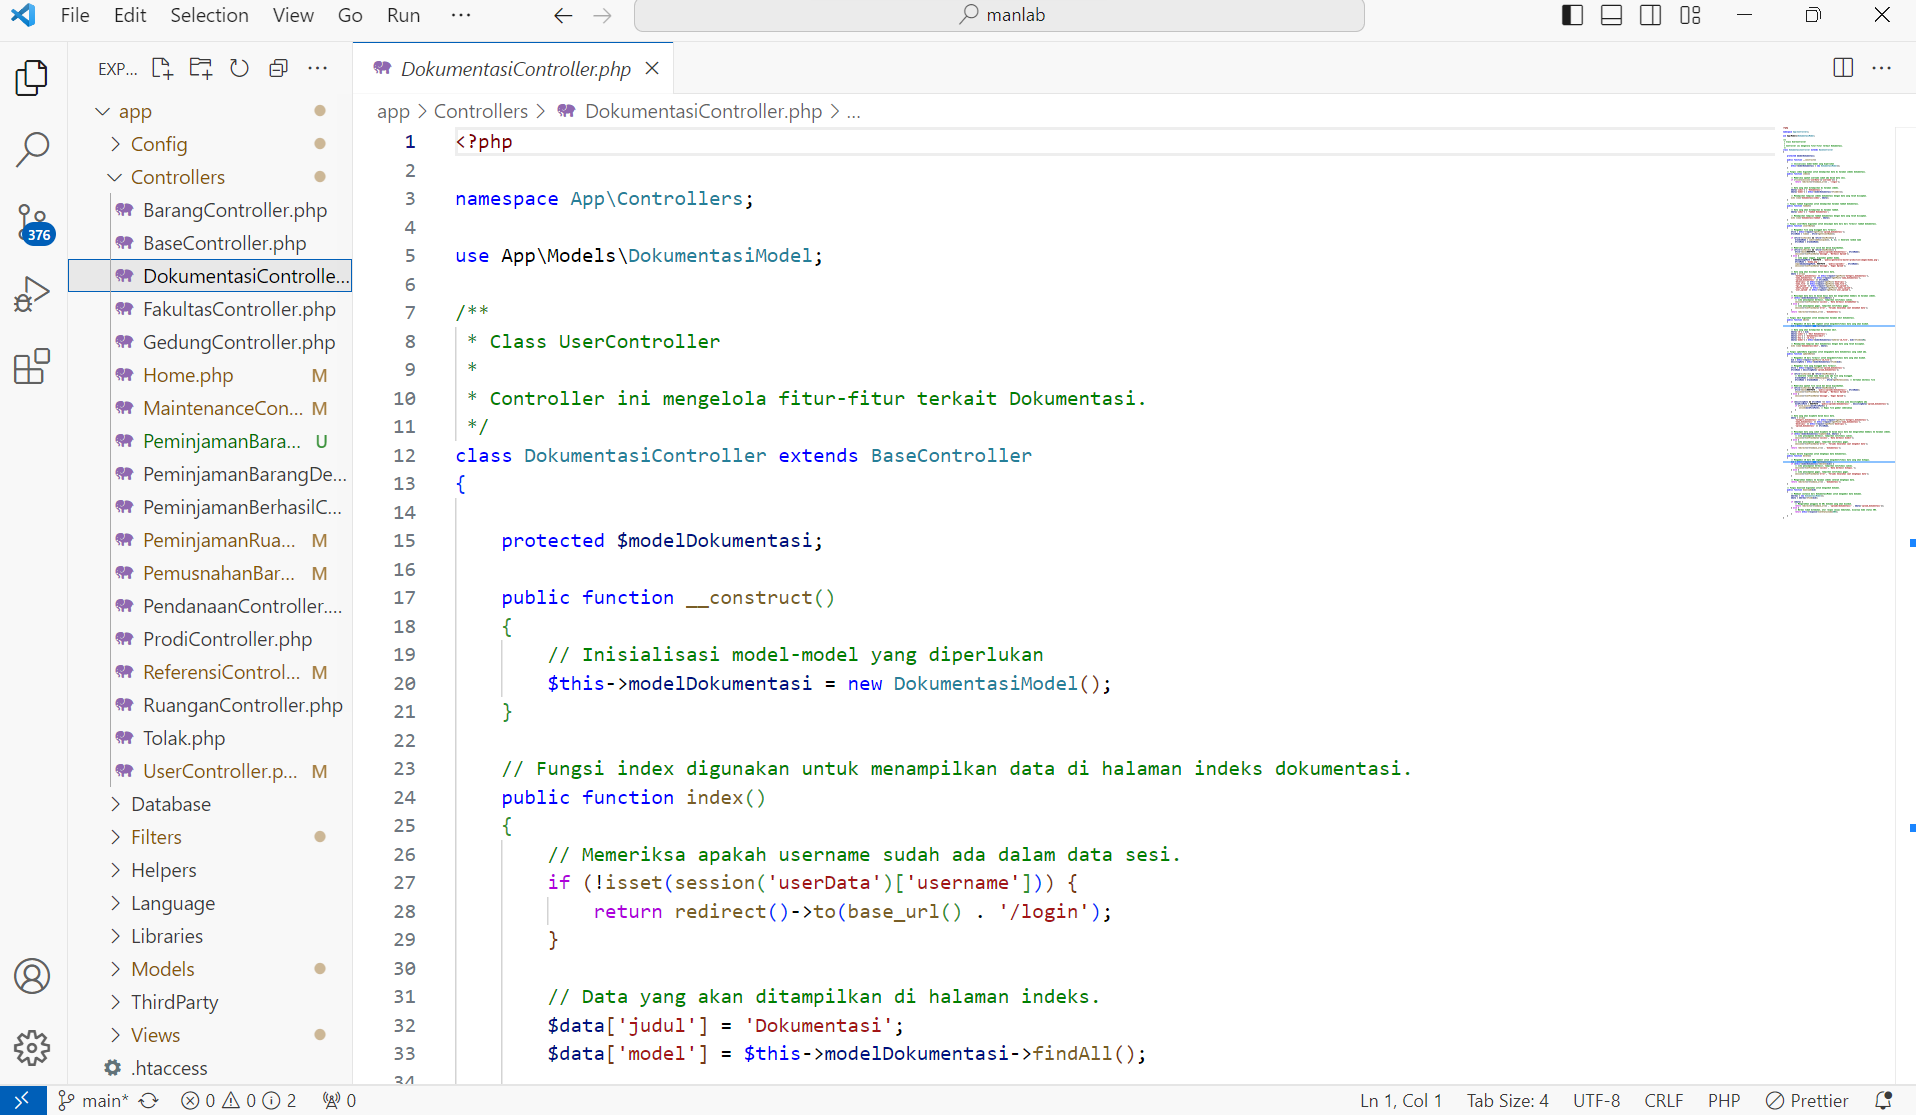 File Edit Selection View Go Run ··· manlab
EXP...
app
Config
Controllers
BarangController.php
BaseController.php
DokumentasiControlle...
FakultasController.php
GedungController.php
Home.php M
MaintenanceCon... M
PeminjamanBara... U
PeminjamanBarangDe...
PeminjamanBerhasilC...
PeminjamanRua... M
PemusnahanBar... M
PendanaanController....
ProdiController.php
ReferensiControl... M
RuanganController.php
Tolak.php
UserController.p... M
Database
Filters
Helpers
Language
Libraries
Models
ThirdParty
Views
.htaccess
376
DokumentasiController.php
app > Controllers > DokumentasiController.php > ...
1 <?php
2
3 namespace App\Controllers;
4
5 use App\Models\DokumentasiModel;
6
7 /**
8 * Class UserController
9 *
10 * Controller ini mengelola fitur-fitur terkait Dokumentasi.
11 */
12 class DokumentasiController extends BaseController
13 {
14
15 protected $modelDokumentasi;
16
17 public function __construct()
18 {
19 // Inisialisasi model-model yang diperlukan
20 $this->modelDokumentasi = new DokumentasiModel();
21 }
22
23 // Fungsi index digunakan untuk menampilkan data di halaman indeks dokumentasi.
24 public function index()
25 {
26 // Memeriksa apakah username sudah ada dalam data sesi.
27 if (!isset(session('userData')['username'])) {
28 return redirect()->to(base_url() . '/login');
29 }
30
31 // Data yang akan ditampilkan di halaman indeks.
32 $data['judul'] = 'Dokumentasi';
33 $data['model'] = $this->modelDokumentasi->findAll();
34
main* 0 0 2 0 Ln 1, Col 1 Tab Size: 4 UTF-8 CRLF PHP Prettier